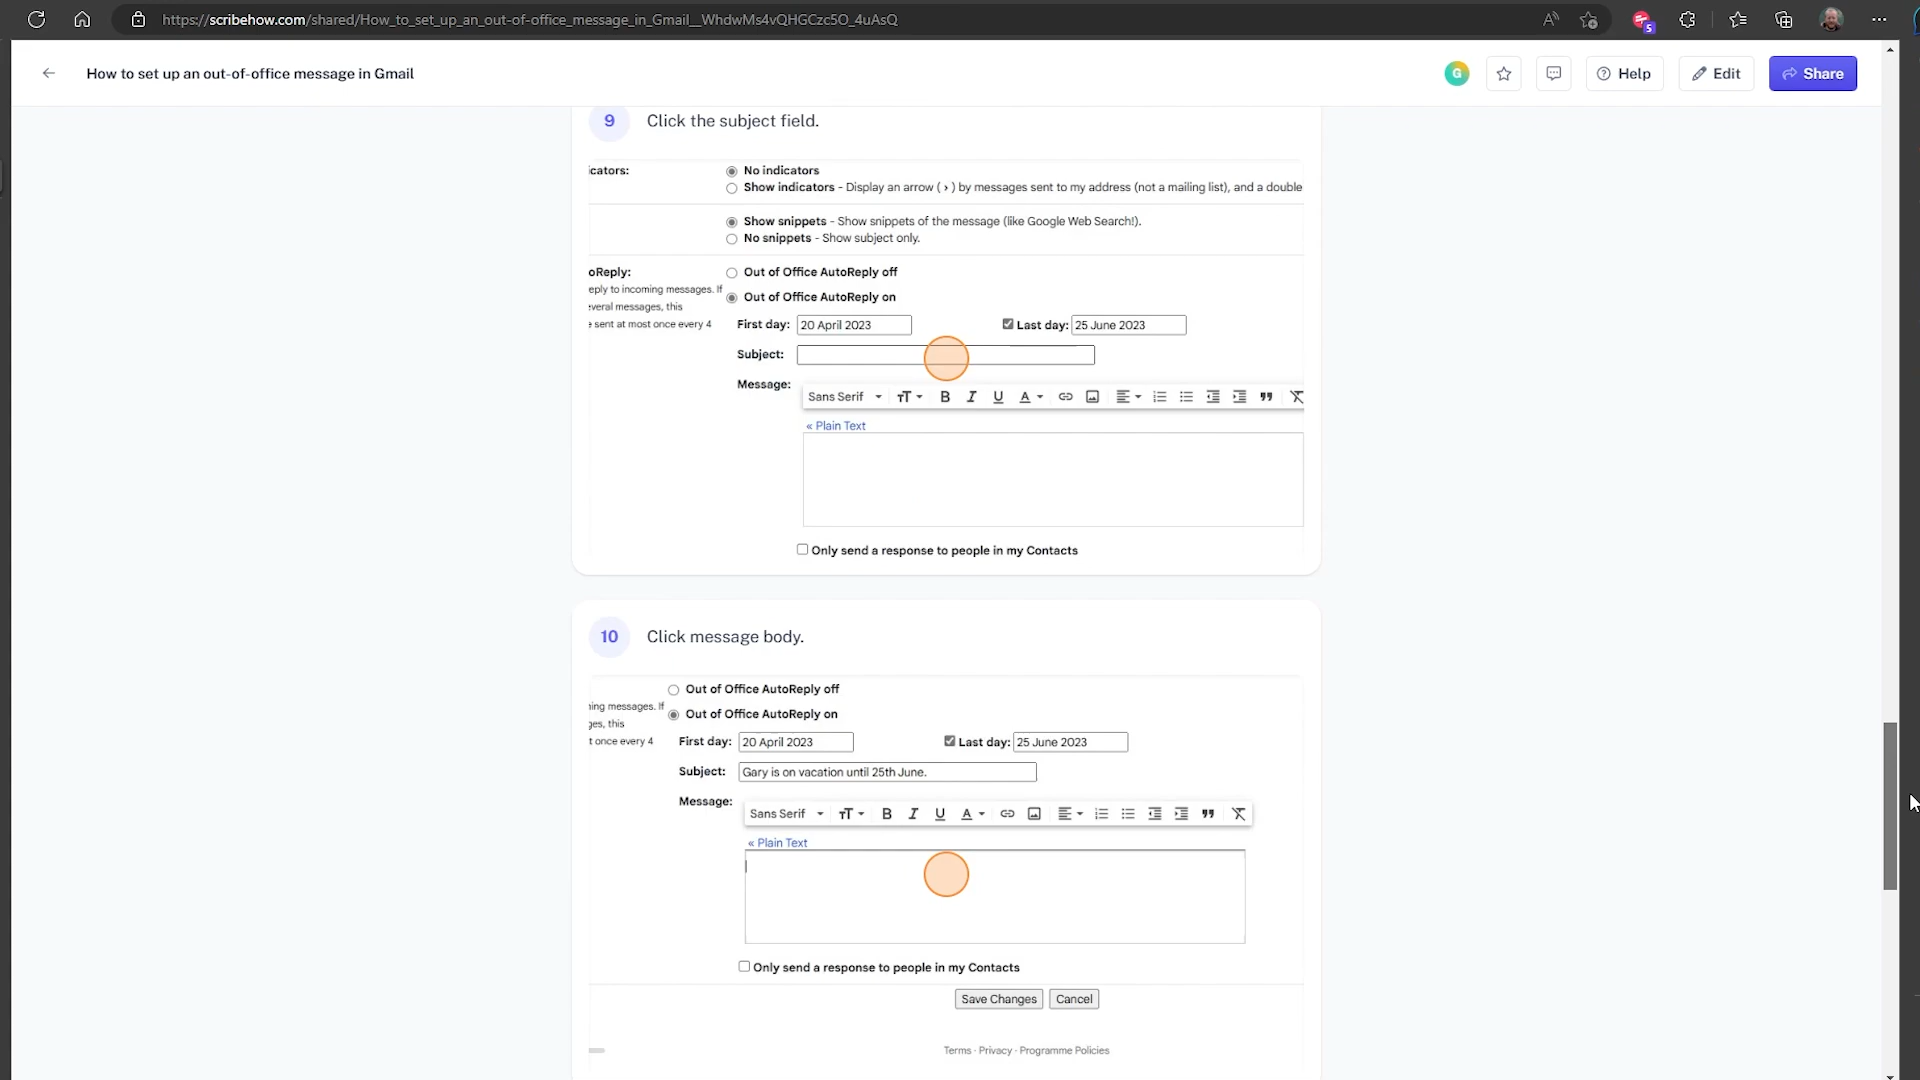 https://scribehow.com/shared/How_to_set_up_an_out-of-office_message_in_Gmail__WhdwMs4vQHGCzc5O_4uAsQ
5
How to set up an out-of-office message in Gmail
G
Help
Edit
Share
9 Click the subject field.
icators:
No indicators
Show indicators - Display an arrow ( › ) by messages sent to my address (not a mailing list), and a double
Show snippets - Show snippets of the message (like Google Web Search!).
No snippets - Show subject only.
oReply:
eply to incoming messages. If
everal messages, this
e sent at most once every 4
Out of Office AutoReply off
Out of Office AutoReply on
First day: 20 April 2023 Last day: 25 June 2023
Subject:
Message:
Sans Serif
« Plain Text
Only send a response to people in my Contacts
10 Click message body.
ning messages. If
ges, this
t once every 4
Out of Office AutoReply off
Out of Office AutoReply on
First day: 20 April 2023 Last day: 25 June 2023
Subject: Gary is on vacation until 25th June.
Message:
Sans Serif
« Plain Text
Only send a response to people in my Contacts
Save Changes Cancel
Terms · Privacy · Programme Policies